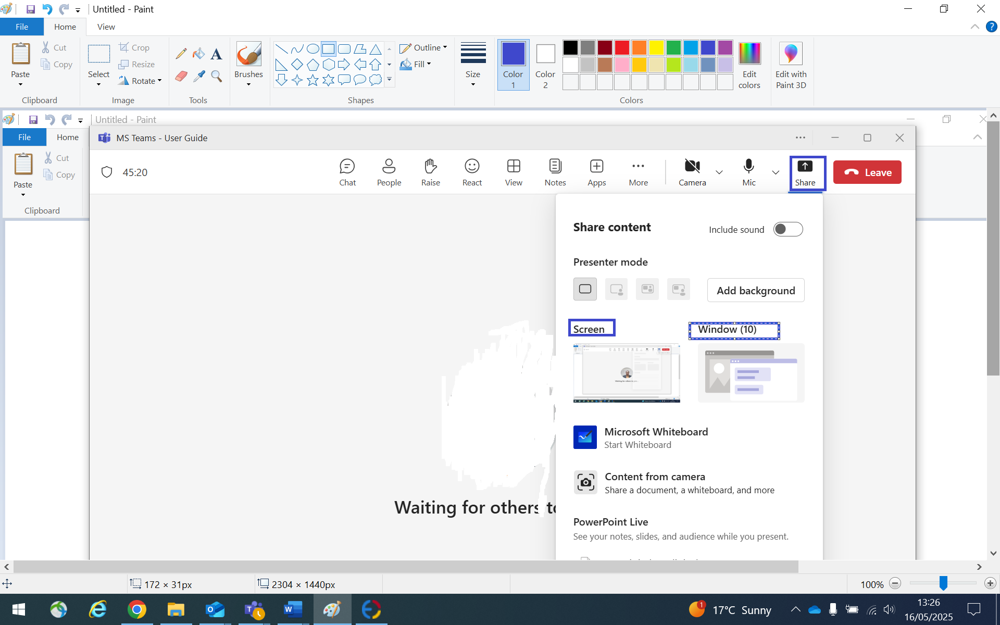 Untitled - Paint
File Home View
Paste Cut Copy Clipboard
Select Crop Resize Rotate Image
Tools
Brushes
Shapes
Outline Fill
Size
Color 1
Color 2
Edit colors
Colors
Edit with Paint 3D
Untitled - Paint
File Home
Paste Cut Copy Clipboard
MS Teams - User Guide
45:20
Chat People Raise React View Notes Apps More Camera Mic Share Leave
Share content
Include sound
Presenter mode
Add background
Screen
Window (10)
Microsoft Whiteboard
Start Whiteboard
Content from camera
Share a document, a whiteboard, and more
Waiting for others
PowerPoint Live
See your notes, slides, and audience while you present.
172 × 31px
2304 × 1440px
100%
1
17°C Sunny
13:26
16/05/2025